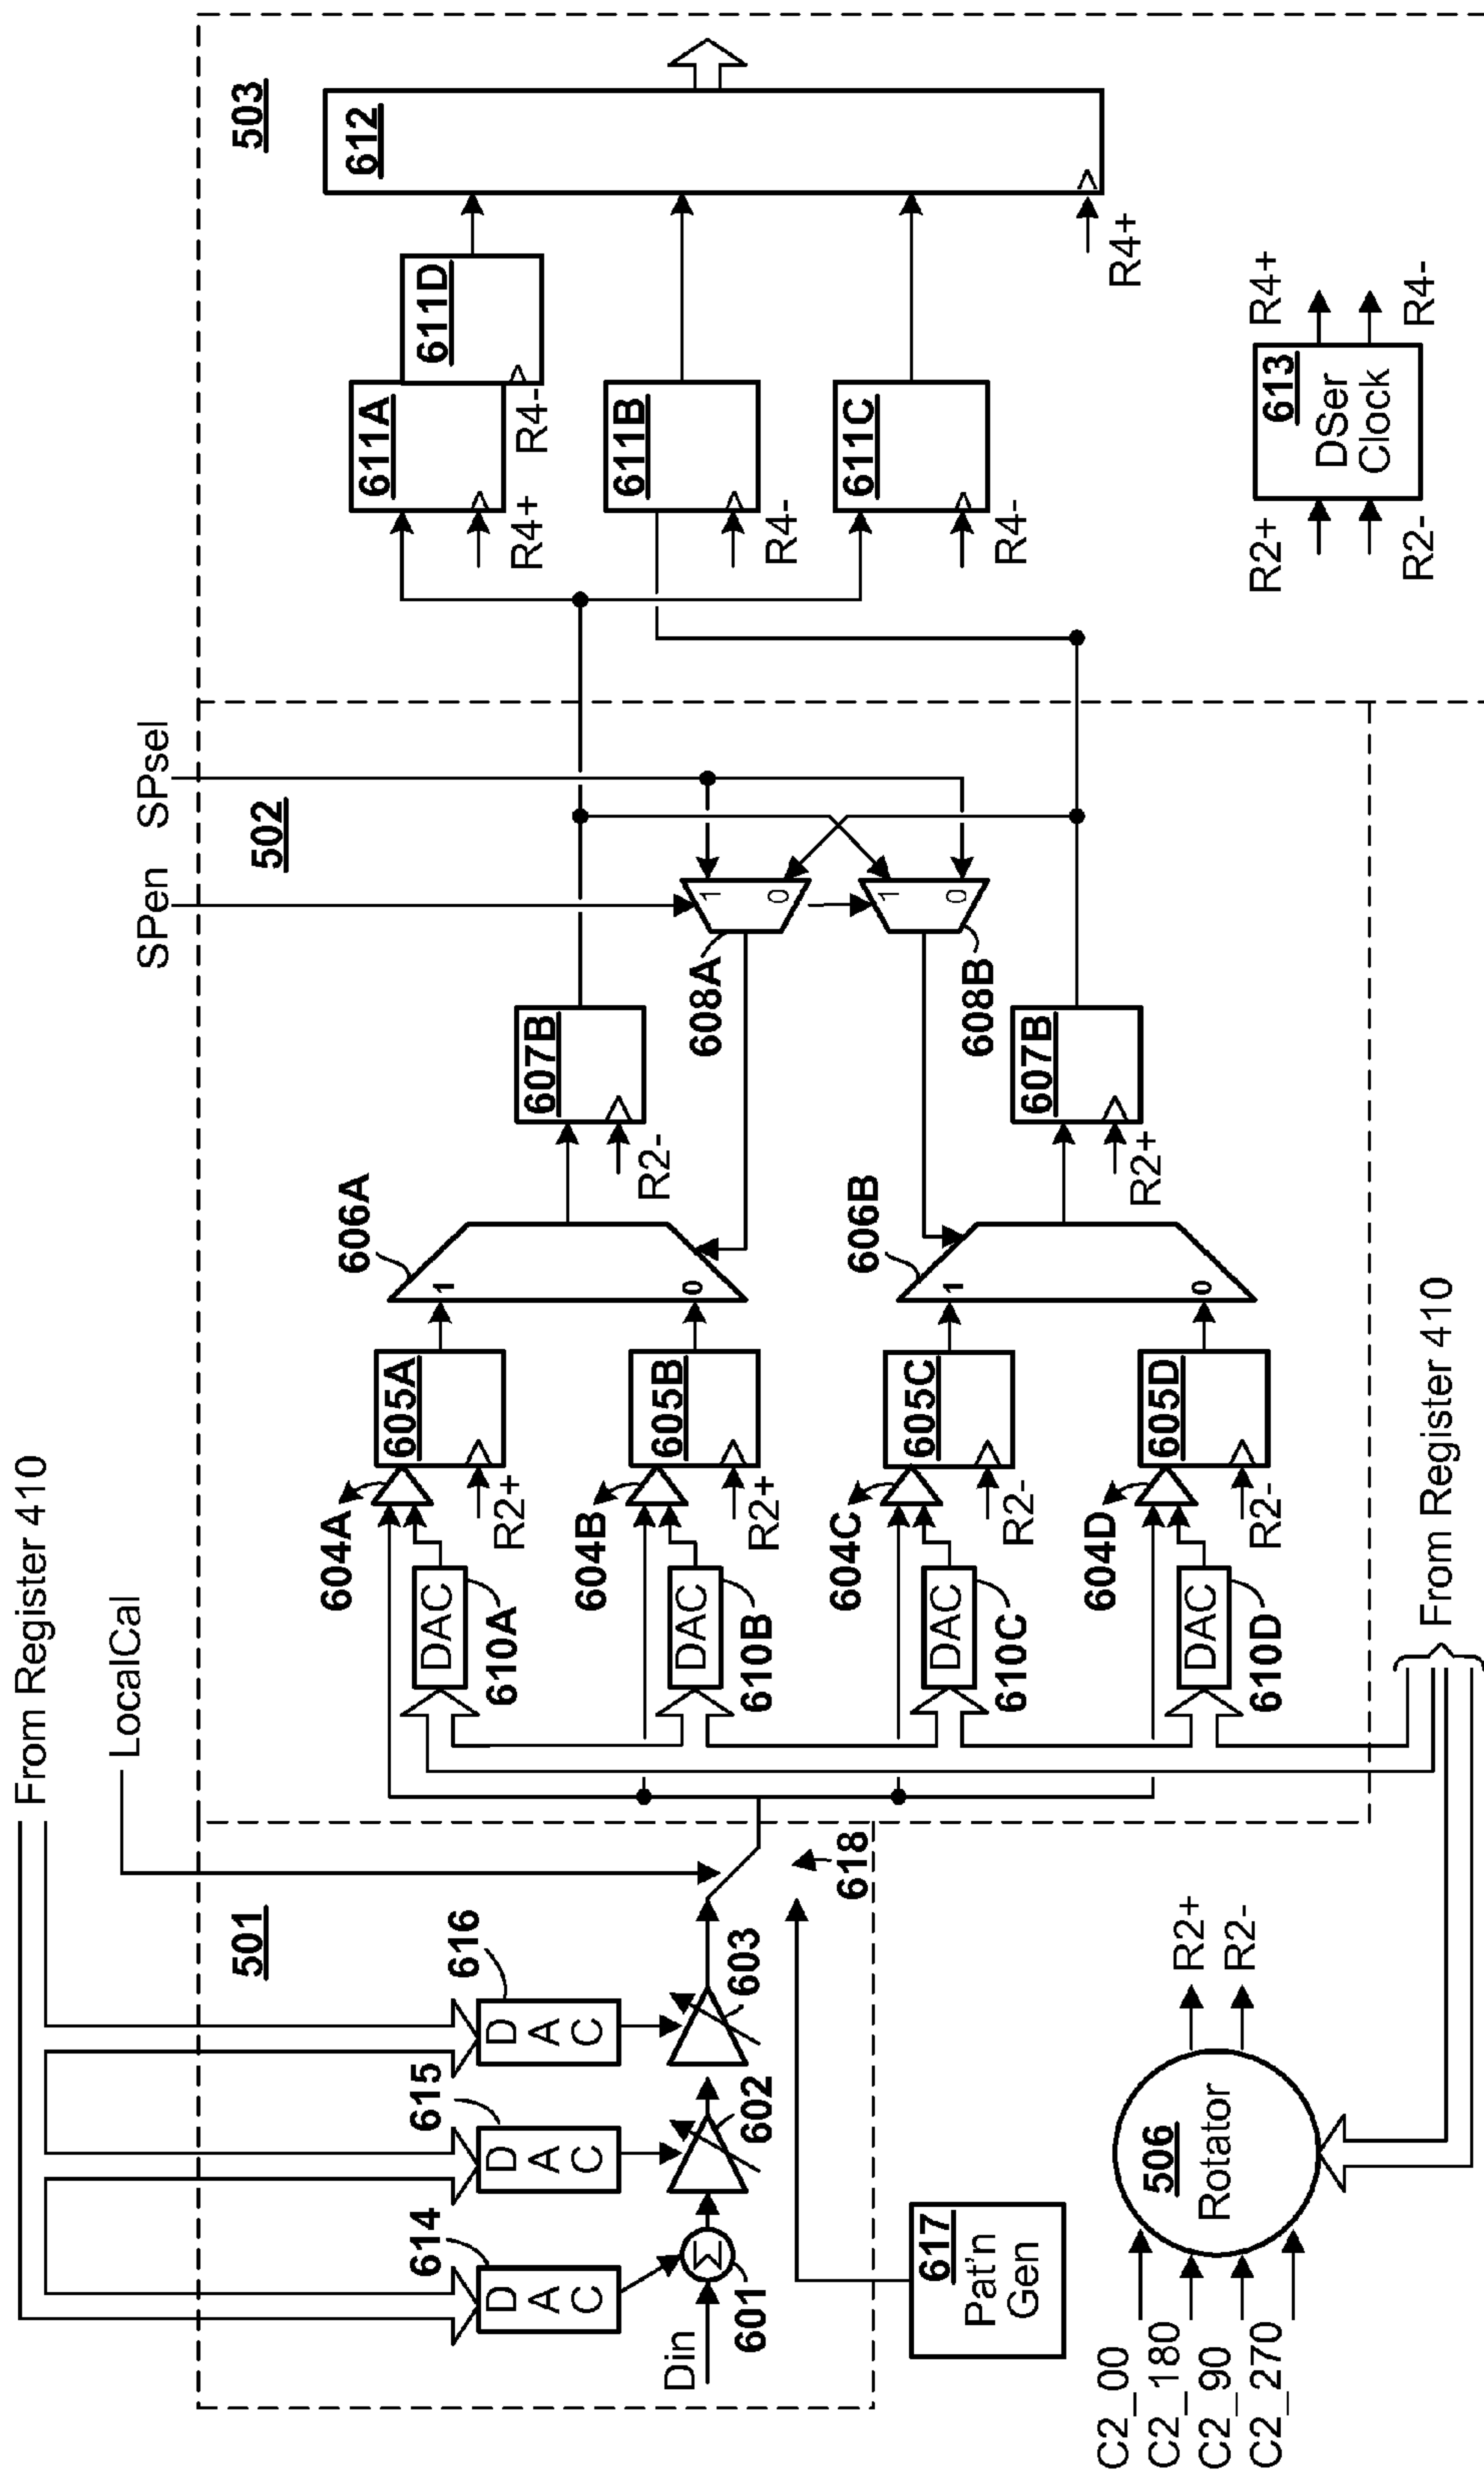 From Register 410
LocalCal
SPen
SPsel
501
614
D A C
615
D A C
616
D A C
Din
Σ
601
602
603
618
617
Pat'n
Gen
502
604A
605A
R2+
DAC
610A
604B
605B
R2+
DAC
610B
604C
605C
R2-
DAC
610C
604D
605D
R2-
DAC
610D
606A
1
0
606B
1
0
607B
R2-
607B
R2+
608A
1
0
608B
1
0
503
611A
R4+
611D
R4-
611B
R4-
611C
R4-
612
R4+
R2+
R2-
613
DSer
Clock
R4+
R4-
C2_00
C2_180
C2_90
C2_270
506
Rotator
R2+
R2-
From Register 410